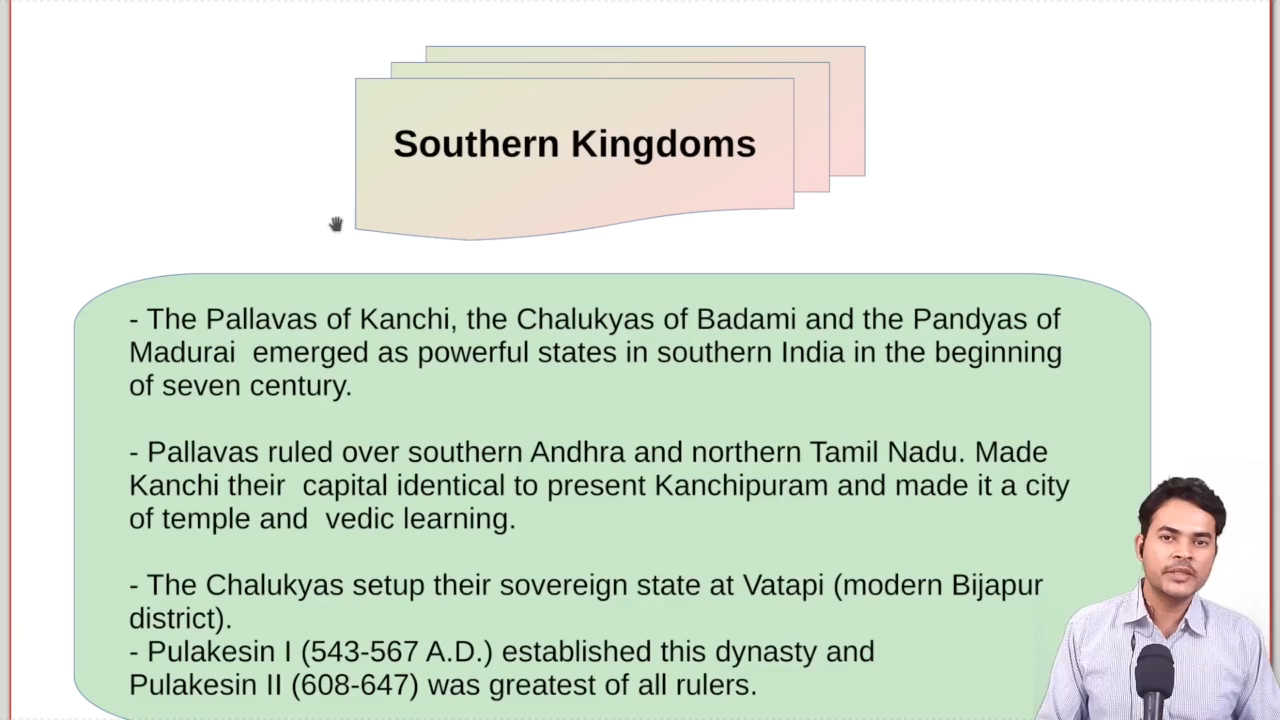 Southern Kingdoms
- The Pallavas of Kanchi, the Chalukyas of Badami and the Pandyas of
Madurai  emerged as powerful states in southern India in the beginning
of seven century.
- Pallavas ruled over southern Andhra and northern Tamil Nadu. Made
Kanchi their  capital identical to present Kanchipuram and made it a city
of temple and  vedic learning.
- The Chalukyas setup their sovereign state at Vatapi (modern Bijapur
district).
- Pulakesin I (543-567 A.D.) established this dynasty and
Pulakesin II (608-647) was greatest of all rulers.